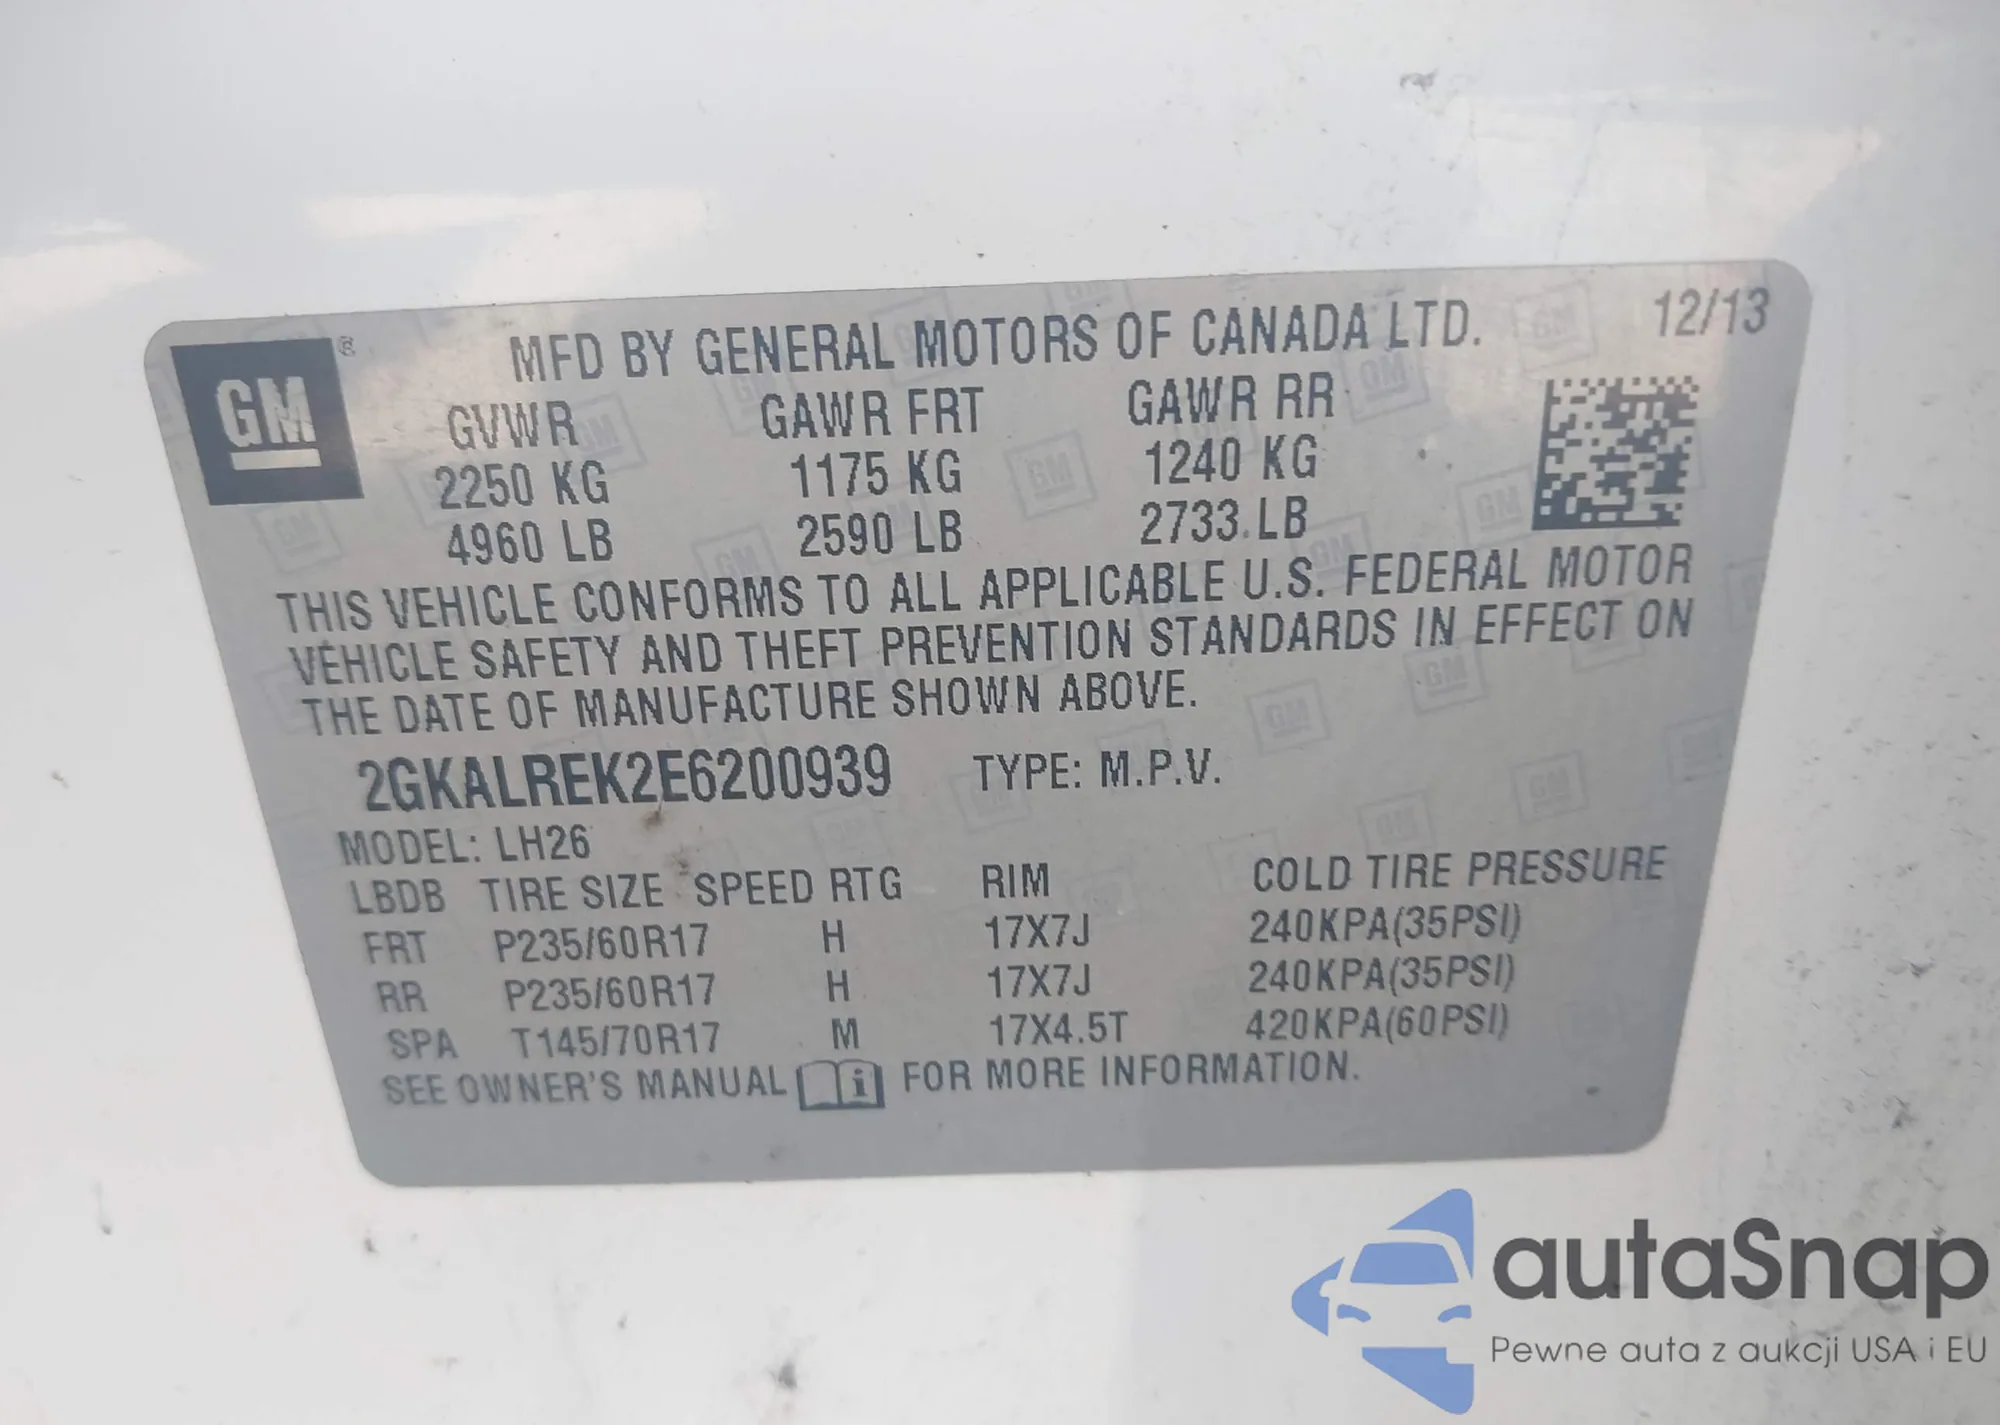 GM ®
MFD BY GENERAL MOTORS OF CANADA LTD. 12/13
GVWR GAWR FRT GAWR RR
2250 KG 1175 KG 1240 KG
4960 LB 2590 LB 2733 LB
THIS VEHICLE CONFORMS TO ALL APPLICABLE U.S. FEDERAL MOTOR
VEHICLE SAFETY AND THEFT PREVENTION STANDARDS IN EFFECT ON
THE DATE OF MANUFACTURE SHOWN ABOVE.
2GKALREK2E6200939 TYPE: M.P.V.
MODEL: LH26
LBDB TIRE SIZE SPEED RTG RIM COLD TIRE PRESSURE
FRT P235/60R17 H 17X7J 240KPA(35PSI)
RR P235/60R17 H 17X7J 240KPA(35PSI)
SPA T145/70R17 M 17X4.5T 420KPA(60PSI)
SEE OWNER'S MANUAL i FOR MORE INFORMATION.
autaSnap
Pewne auta z aukcji USA i EU